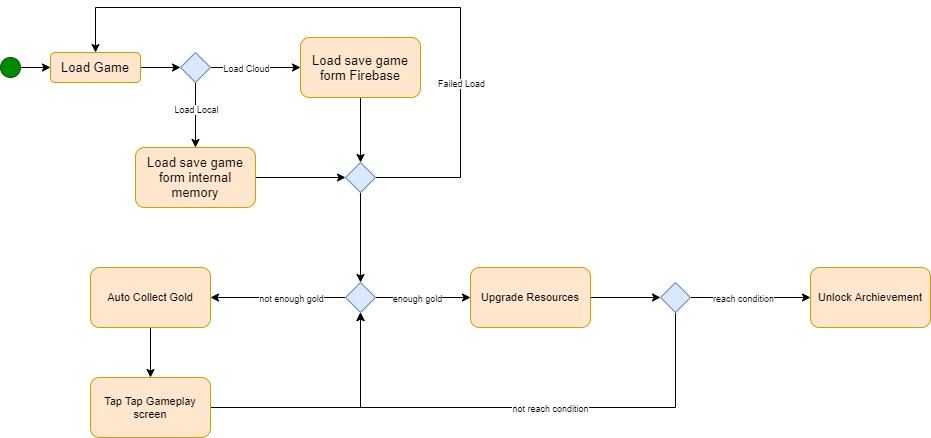 Load Game
Load Cloud
Load save game
form Firebase
Failed Load
Load Local
Load save game
form internal
memory
Auto Collect Gold
not enough gold
enough gold
Upgrade Resources
reach condition
Unlock Archievement
Tap Tap Gameplay
screen
not reach condition